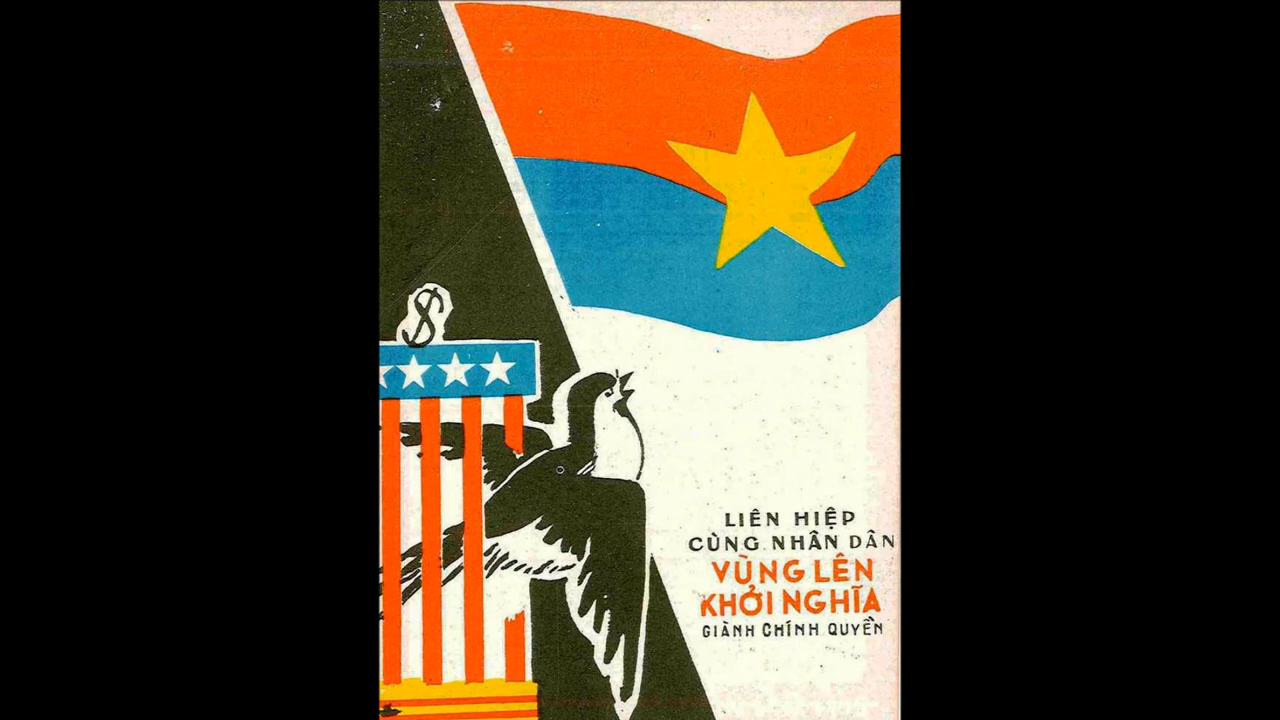 $
LIÊN HIỆP
CÙNG NHÂN DÂN
VÙNG LÊN
KHỞI NGHĨA
GIÀNH CHÍNH QUYỀN